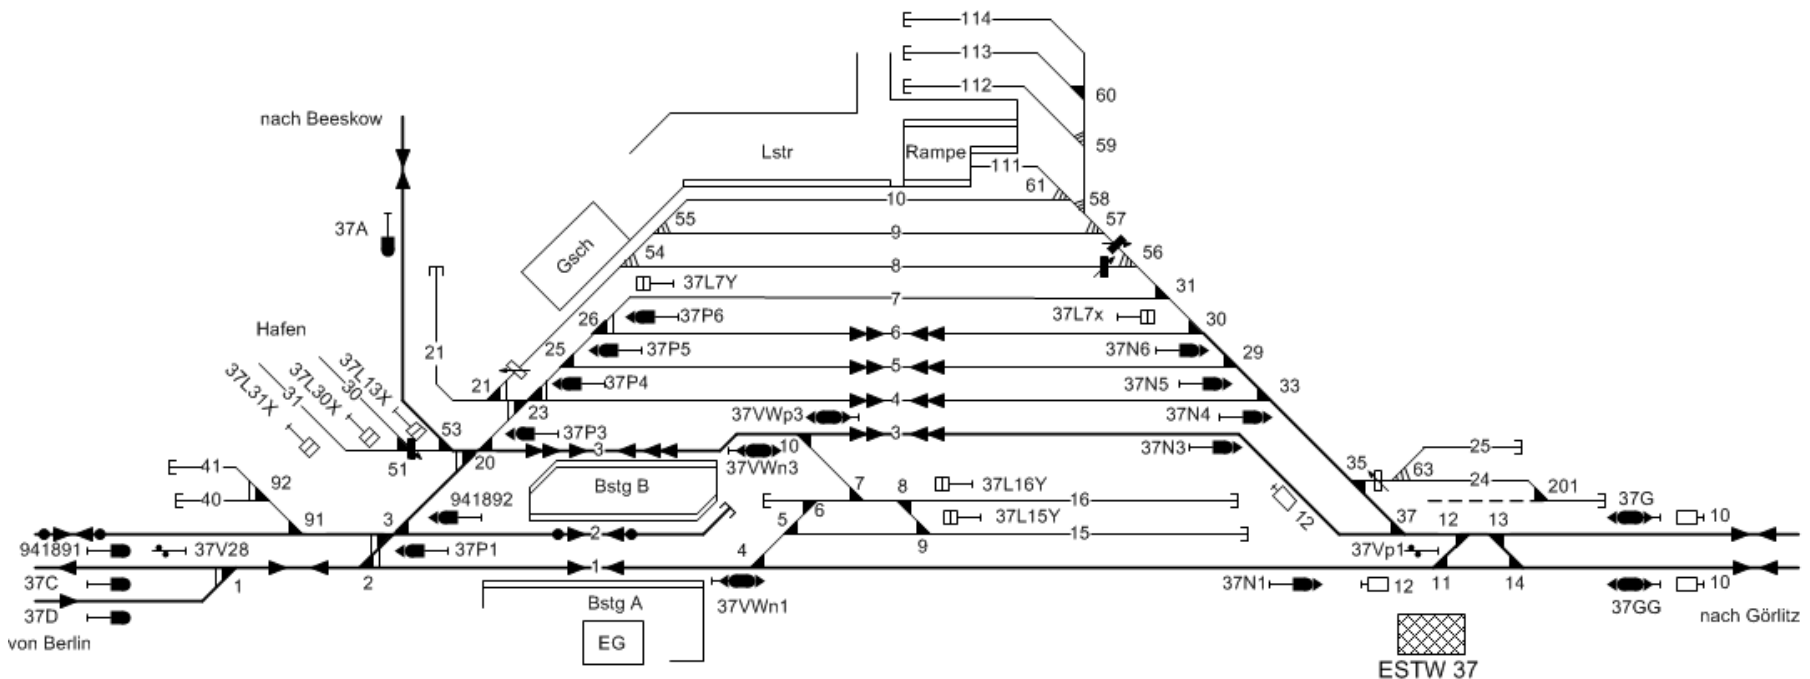 114
113
60
112
nach Beeskow
59
Lstr
Rampe
111
61
58
10
55
57
37A
9
54
56
Gsch
8
37L7Y
31
7
26
37P6
37L7x
30
Hafen
6
25
37P5
37N6
29
21
5
37L13X
37L30X
37L31X
30
31
21
37P4
37N5
33
4
23
37VWp3
37N4
53
37P3
3
10
37N3
51
20
3
37VWn3
25
41
92
35
63
Bstg B
7
8
37L16Y
24
201
40
941892
16
37G
91
3
6
37L15Y
12
37
12
13
10
5
2
15
941891
37V28
37P1
4
9
37Vp1
1
37C
1
2
37VWn1
37N1
12
11
14
10
37D
Bstg A
37GG
nach Görlitz
von Berlin
EG
ESTW 37